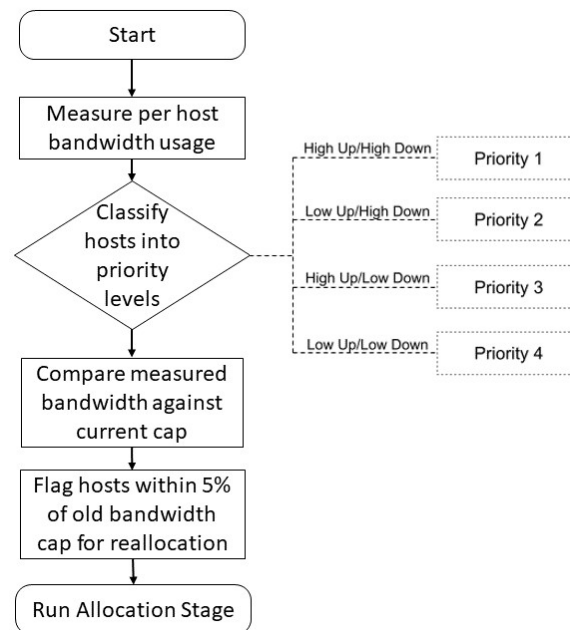 Start
Measure per host
bandwidth usage
Classify
hosts into
priority
levels
High Up/High Down
Priority 1
Low Up/High Down
Priority 2
High Up/Low Down
Priority 3
Low Up/Low Down
Priority 4
Compare measured
bandwidth against
current cap
Flag hosts within 5%
of old bandwidth
cap for reallocation
Run Allocation Stage